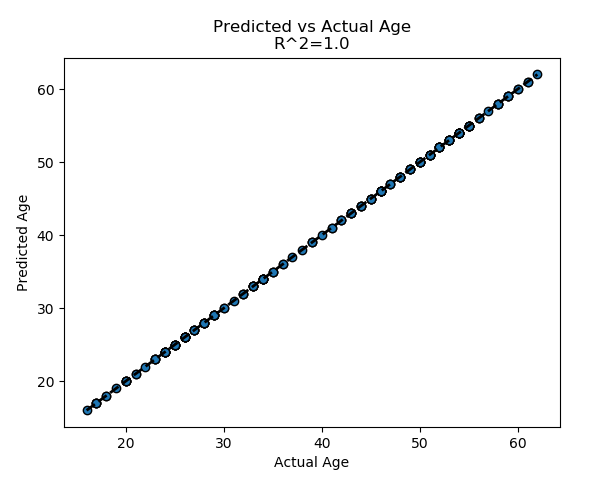 Predicted vs Actual Age
R^2=1.0
60
50
40
30
20
Predicted Age
20 30 40 50 60
Actual Age